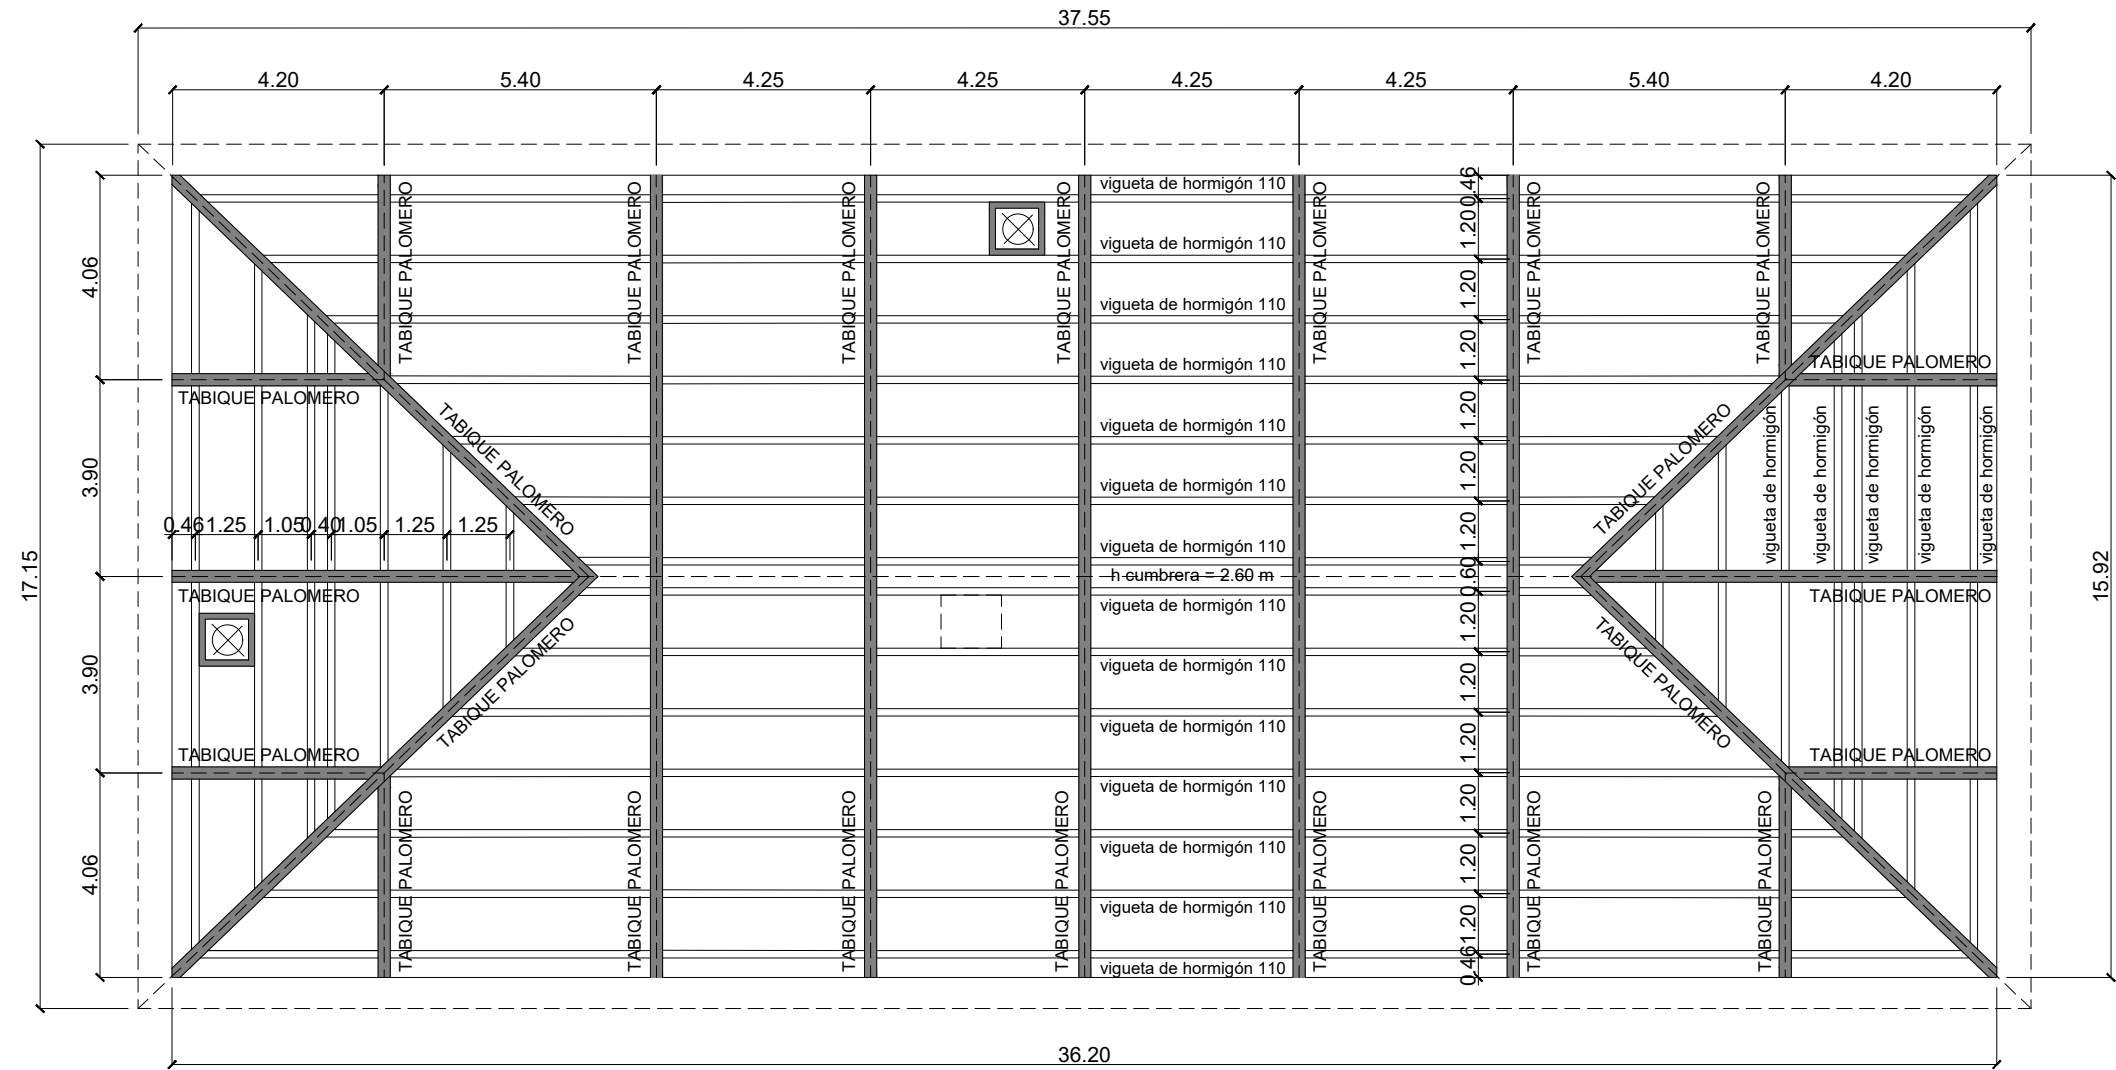 37.55
4.20
5.40
4.25
4.25
4.25
4.25
5.40
4.20
17.15
4.06
3.90
3.90
4.06
15.92
36.20
TABIQUE PALOMERO
TABIQUE PALOMERO
TABIQUE PALOMERO
TABIQUE PALOMERO
TABIQUE PALOMERO
TABIQUE PALOMERO
TABIQUE PALOMERO
vigueta de hormigón 110
vigueta de hormigón 110
vigueta de hormigón 110
vigueta de hormigón 110
vigueta de hormigón 110
vigueta de hormigón 110
vigueta de hormigón 110
h cumbrera = 2.60 m
vigueta de hormigón 110
vigueta de hormigón 110
vigueta de hormigón 110
vigueta de hormigón 110
vigueta de hormigón 110
vigueta de hormigón 110
vigueta de hormigón 110
0.46
1.20
1.20
1.20
1.20
1.20
1.20
0.60
0.60
1.20
1.20
1.20
1.20
1.20
1.20
0.46
TABIQUE PALOMERO
TABIQUE PALOMERO
0.46
1.25
1.05
0.40
1.05
1.25
1.25
TABIQUE PALOMERO
TABIQUE PALOMERO
TABIQUE PALOMERO
TABIQUE PALOMERO
TABIQUE PALOMERO
vigueta de hormigón
vigueta de hormigón
vigueta de hormigón
vigueta de hormigón
vigueta de hormigón
TABIQUE PALOMERO
TABIQUE PALOMERO
TABIQUE PALOMERO
TABIQUE PALOMERO
TABIQUE PALOMERO
TABIQUE PALOMERO
TABIQUE PALOMERO
TABIQUE PALOMERO
TABIQUE PALOMERO
TABIQUE PALOMERO